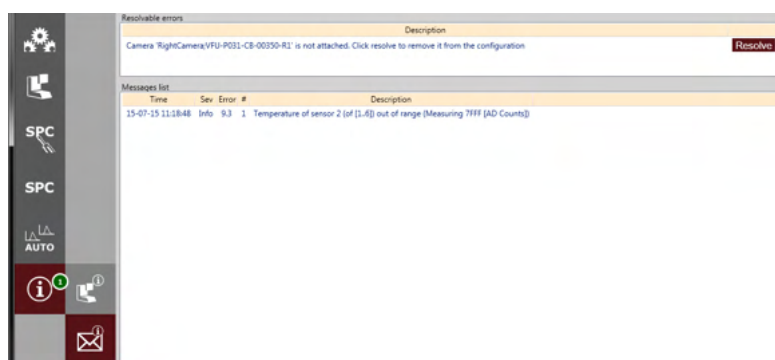 Resolvable errors
Description
Camera 'RightCamera;VFU-P031-CB-00350-R1' is not attached. Click resolve to remove it from the configuration
Resolve
Messages list
Time Sev Error # Description
15-07-15 11:18:48 Info 9.3 1 Temperature of sensor 2 (of [1..6]) out of range (Measuring 7FFF [AD Counts])
SPC
SPC
AUTO
1